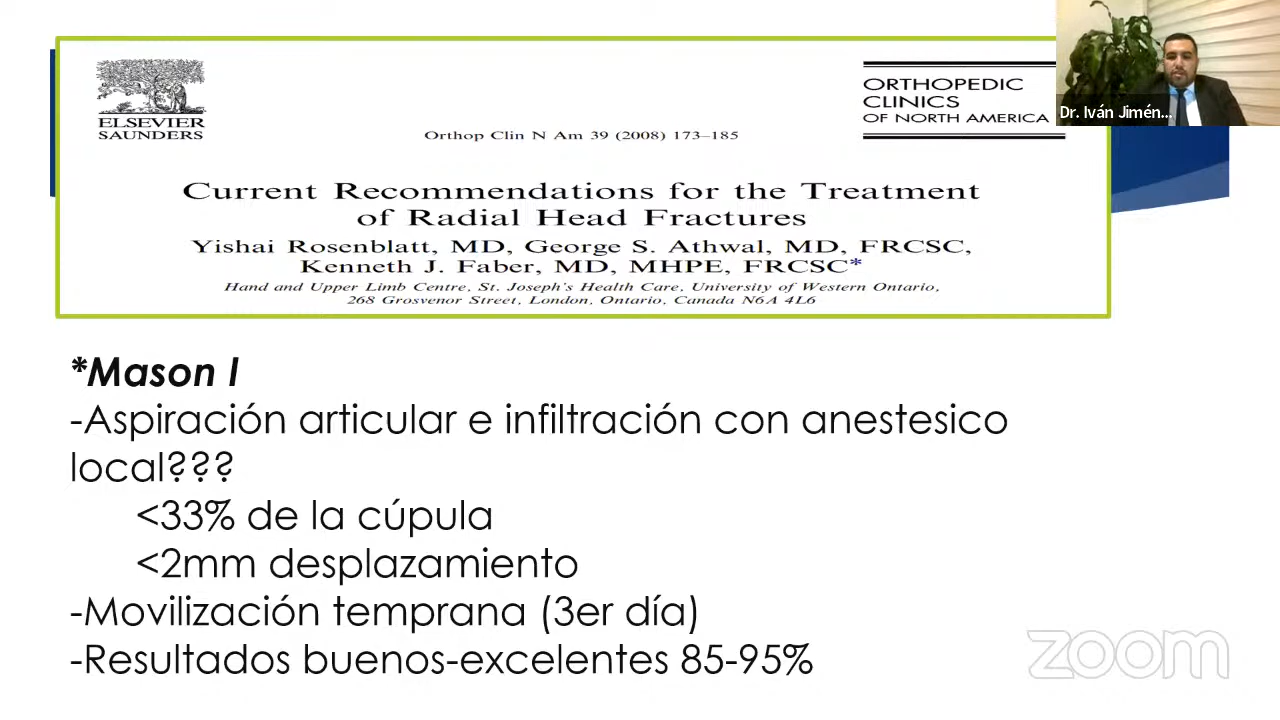 ELSEVIER
SAUNDERS
Orthop Clin N Am 39 (2008) 173–185
ORTHOPEDIC
CLINICS
OF NORTH AMERICA
Dr. Iván Jimén...
Current Recommendations for the Treatment
of Radial Head Fractures
Yishai Rosenblatt, MD, George S. Athwal, MD, FRCSC,
Kenneth J. Faber, MD, MHPE, FRCSC*
Hand and Upper Limb Centre, St. Joseph's Health Care, University of Western Ontario,
268 Grosvenor Street, London, Ontario, Canada N6A 4L6
*Mason I
-Aspiración articular e infiltración con anestesico
local???
<33% de la cúpula
<2mm desplazamiento
-Movilización temprana (3er día)
-Resultados buenos-excelentes 85-95%
zoom